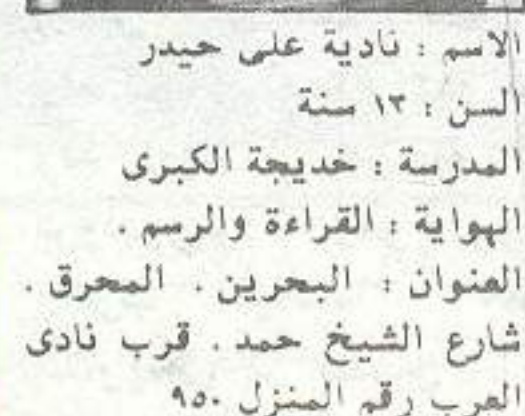 الاسم : نادية على حيدر
السن : ١٣ سنة
المدرسة : خديجة الكبرى
الهواية : القراءة والرسم .
العنوان : البحرين . المحرق .
شارع الشيخ حمد . قرب نادى
العرب رقم المنزل ٩٥٠